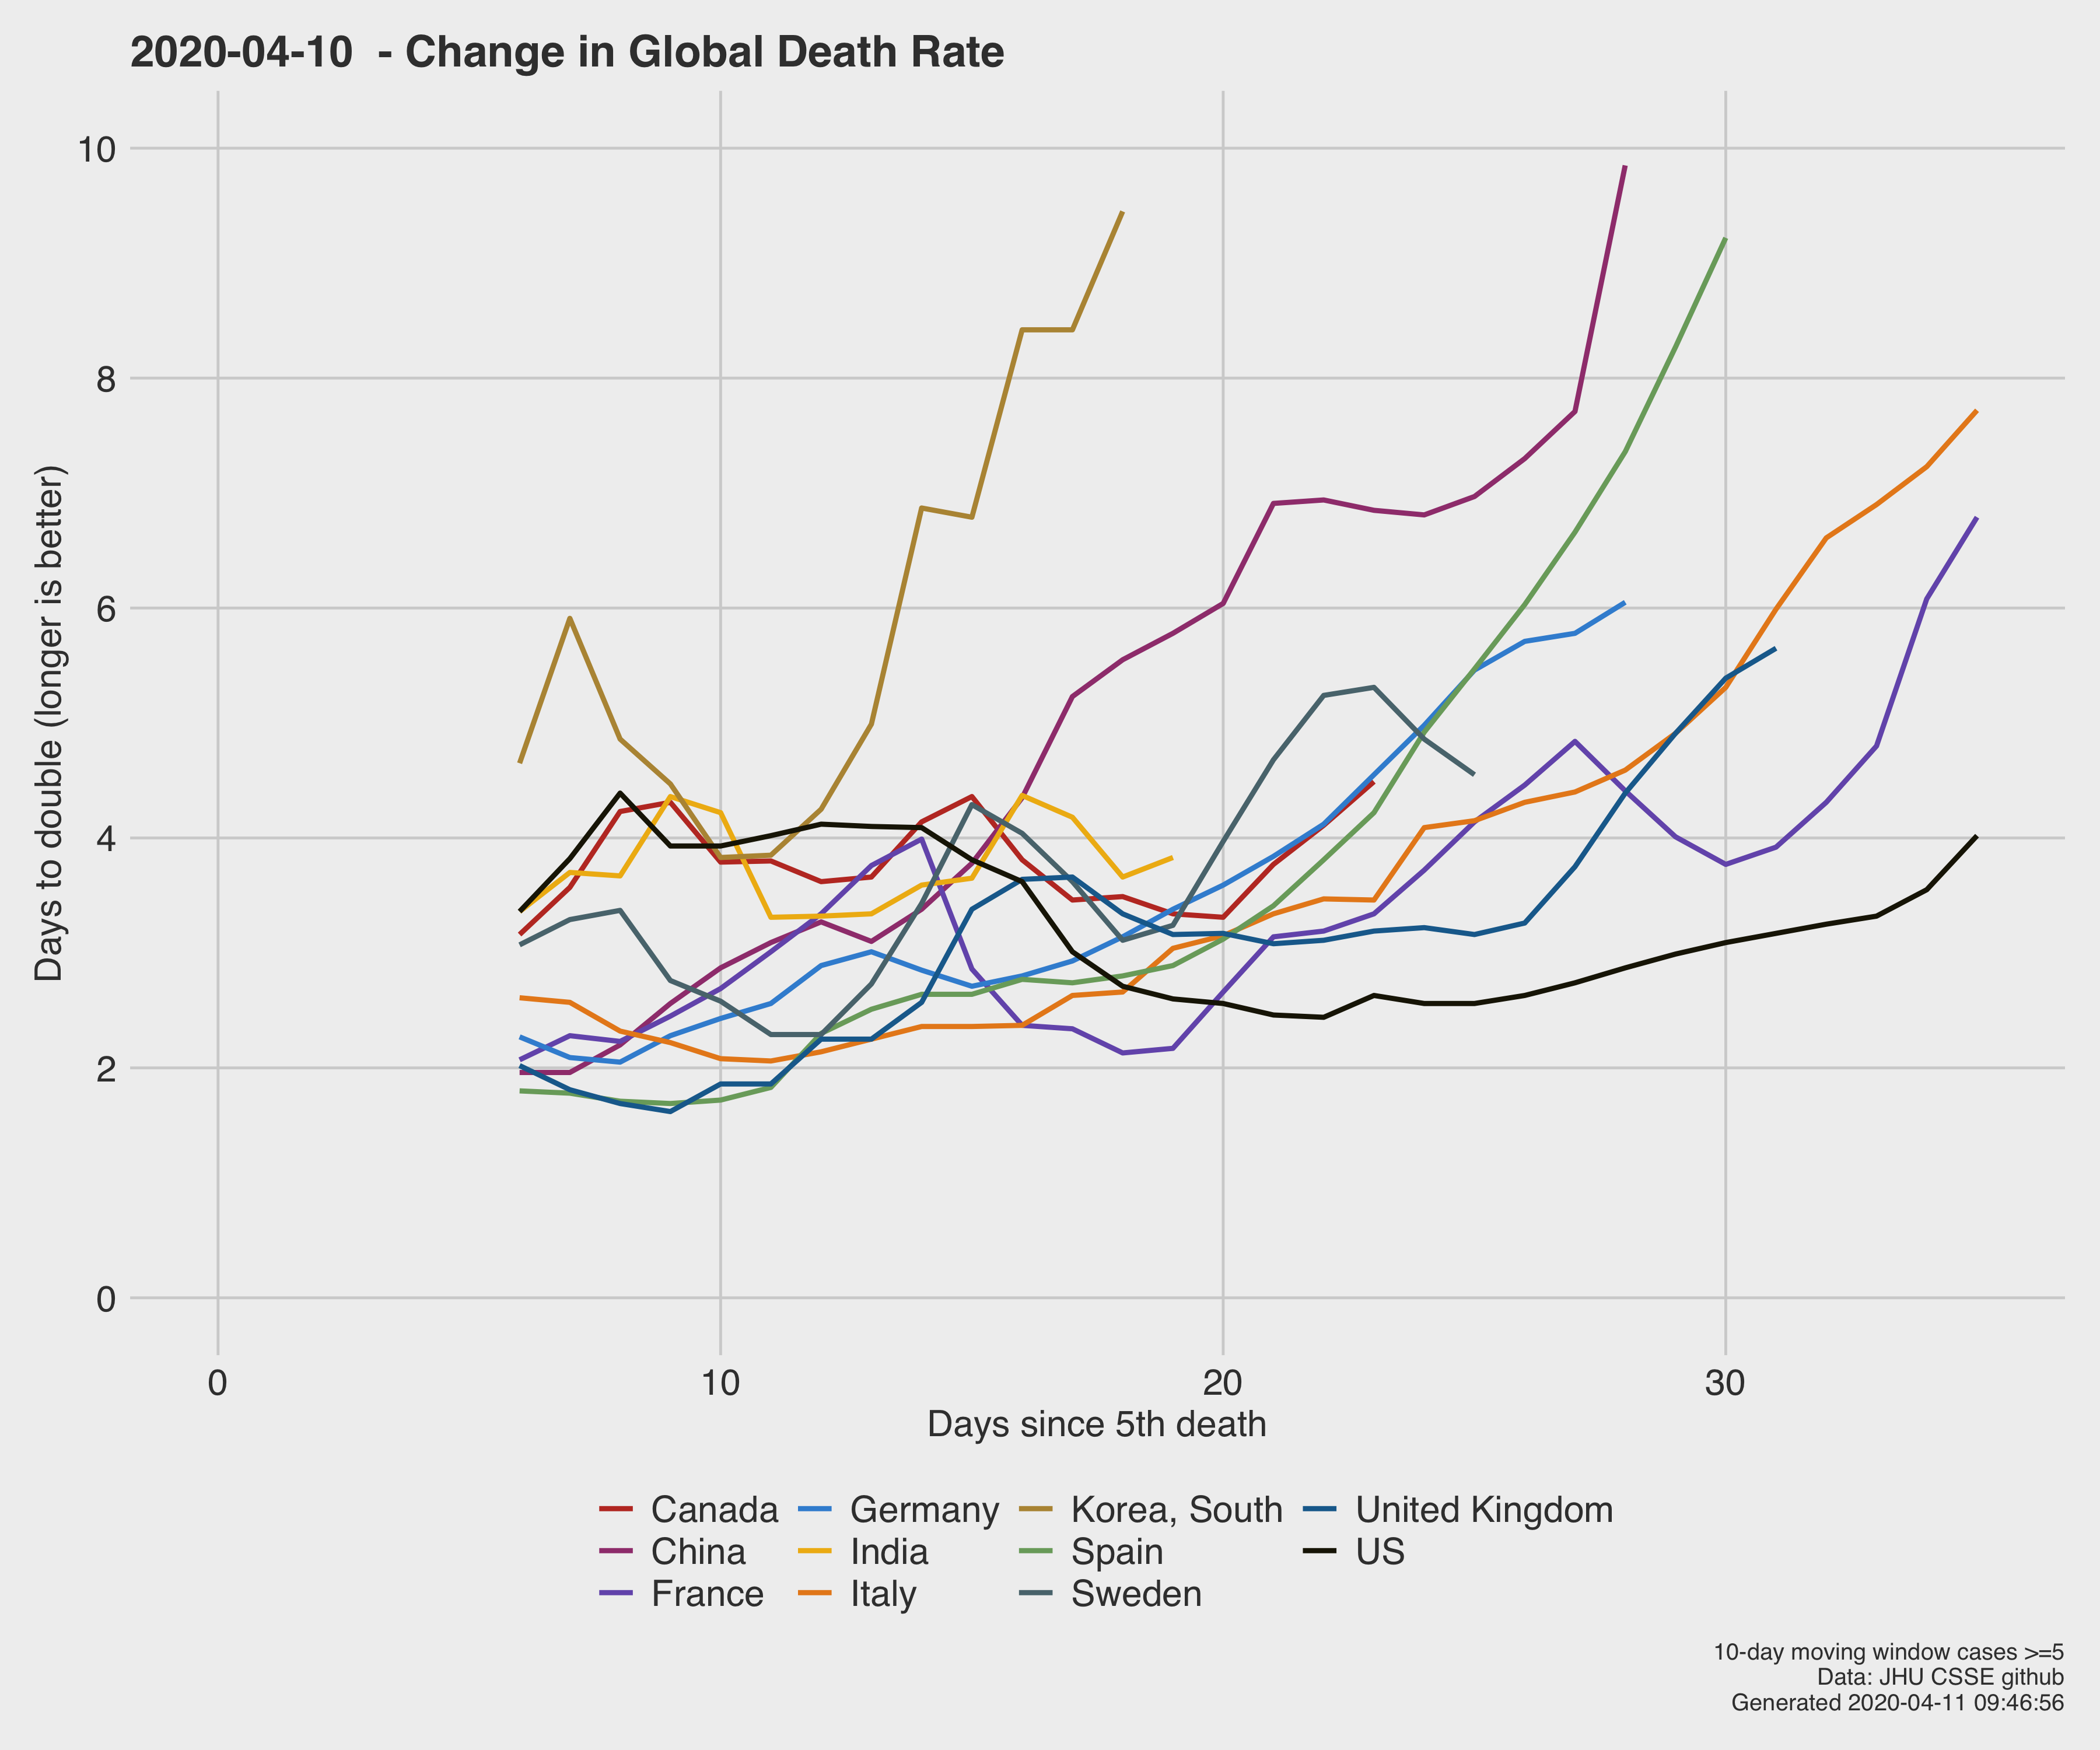 2020-04-10  - Change in Global Death Rate
Days to double (longer is better)
10
8
6
4
2
0
0
10
20
30
Days since 5th death
Canada
China
France
Germany
India
Italy
Korea, South
Spain
Sweden
United Kingdom
US
10-day moving window cases >=5
Data: JHU CSSE github
Generated 2020-04-11 09:46:56